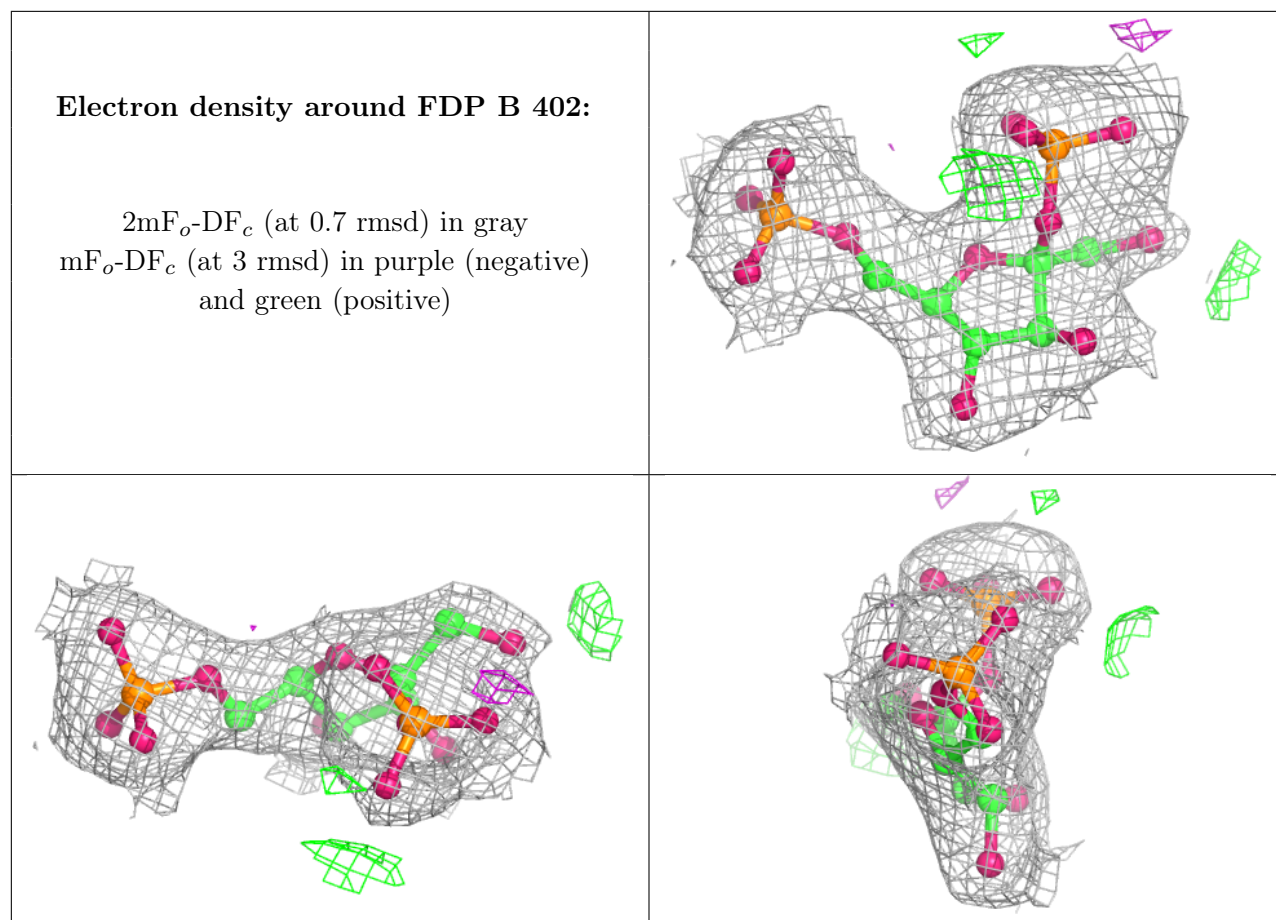 Electron density around FDP B 402:
2mFₒ-DF𝒸 (at 0.7 rmsd) in gray
mFₒ-DF𝒸 (at 3 rmsd) in purple (negative)
and green (positive)